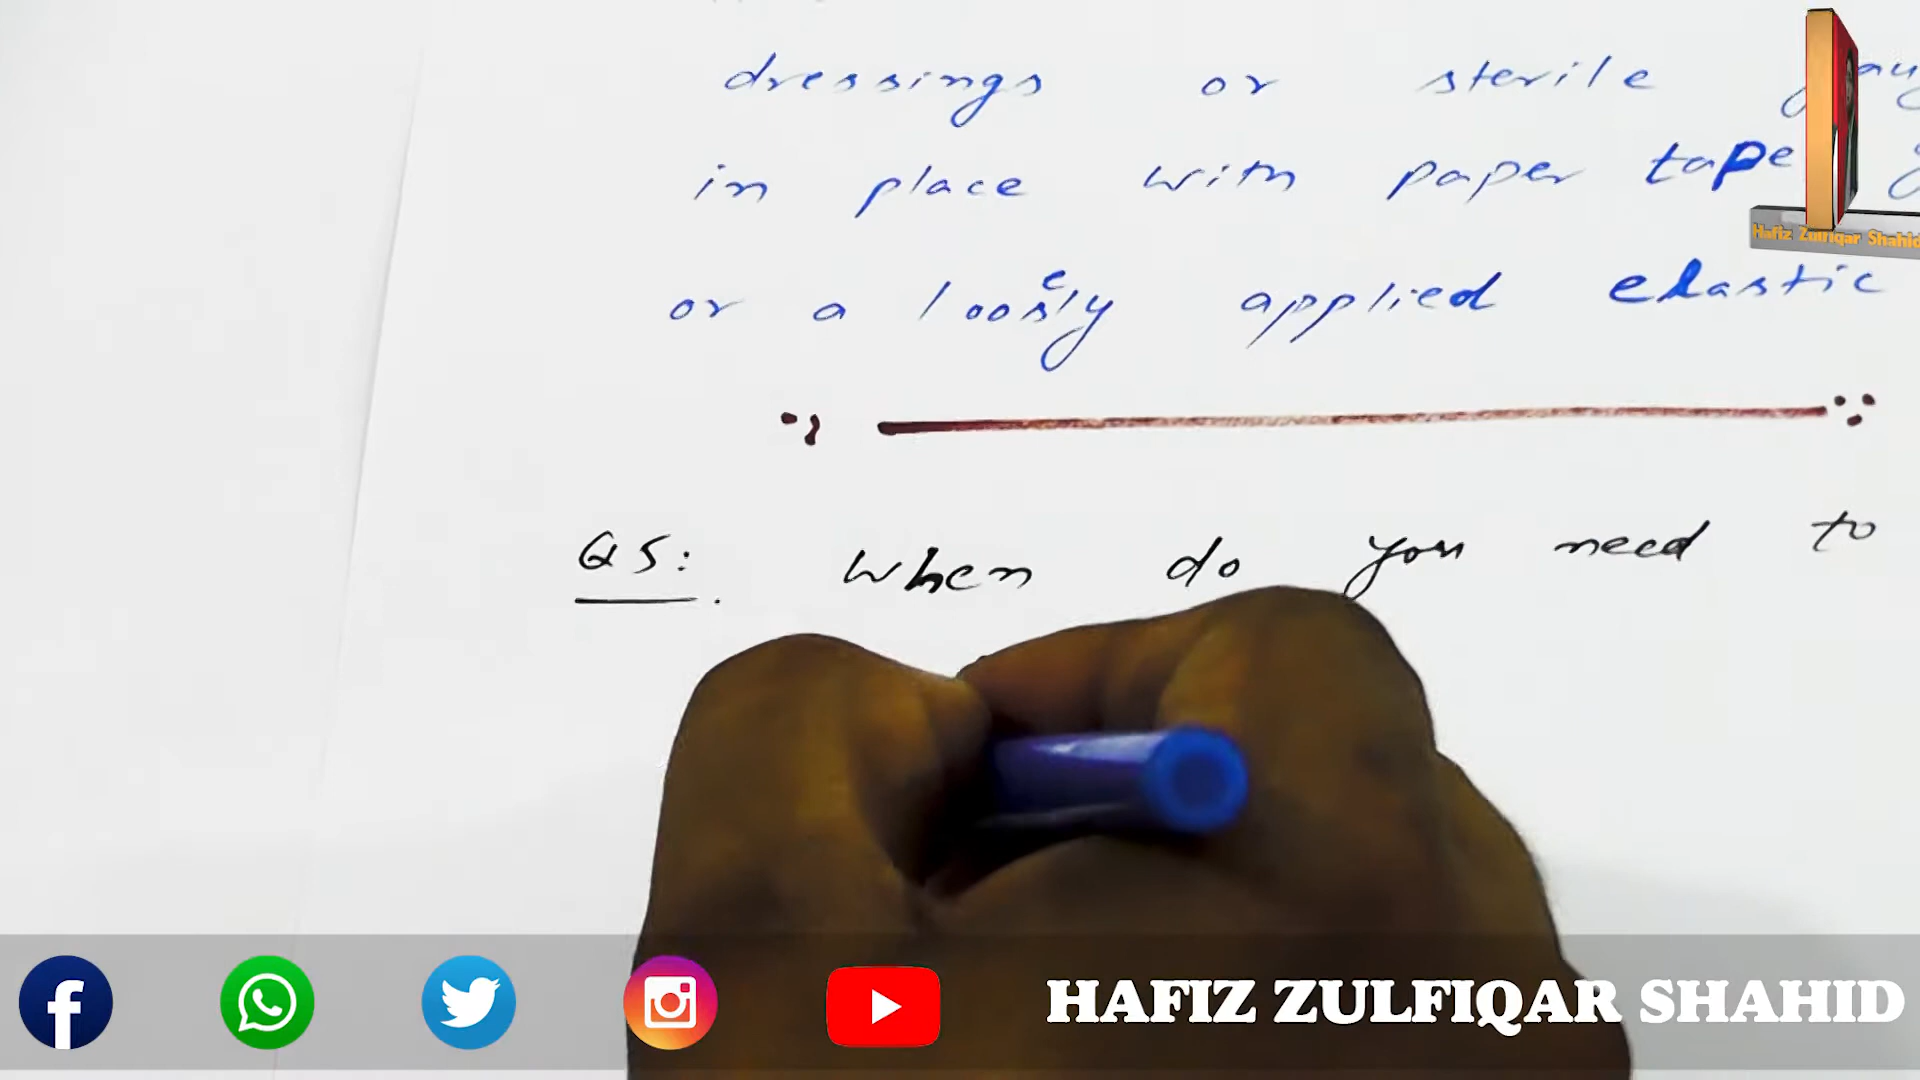 dressings or sterile
in place with paper tape
or a loosely applied elastic
Q5: when do you need to
Hafiz Zulfiqar Shahid
HAFIZ ZULFIQAR SHAHID